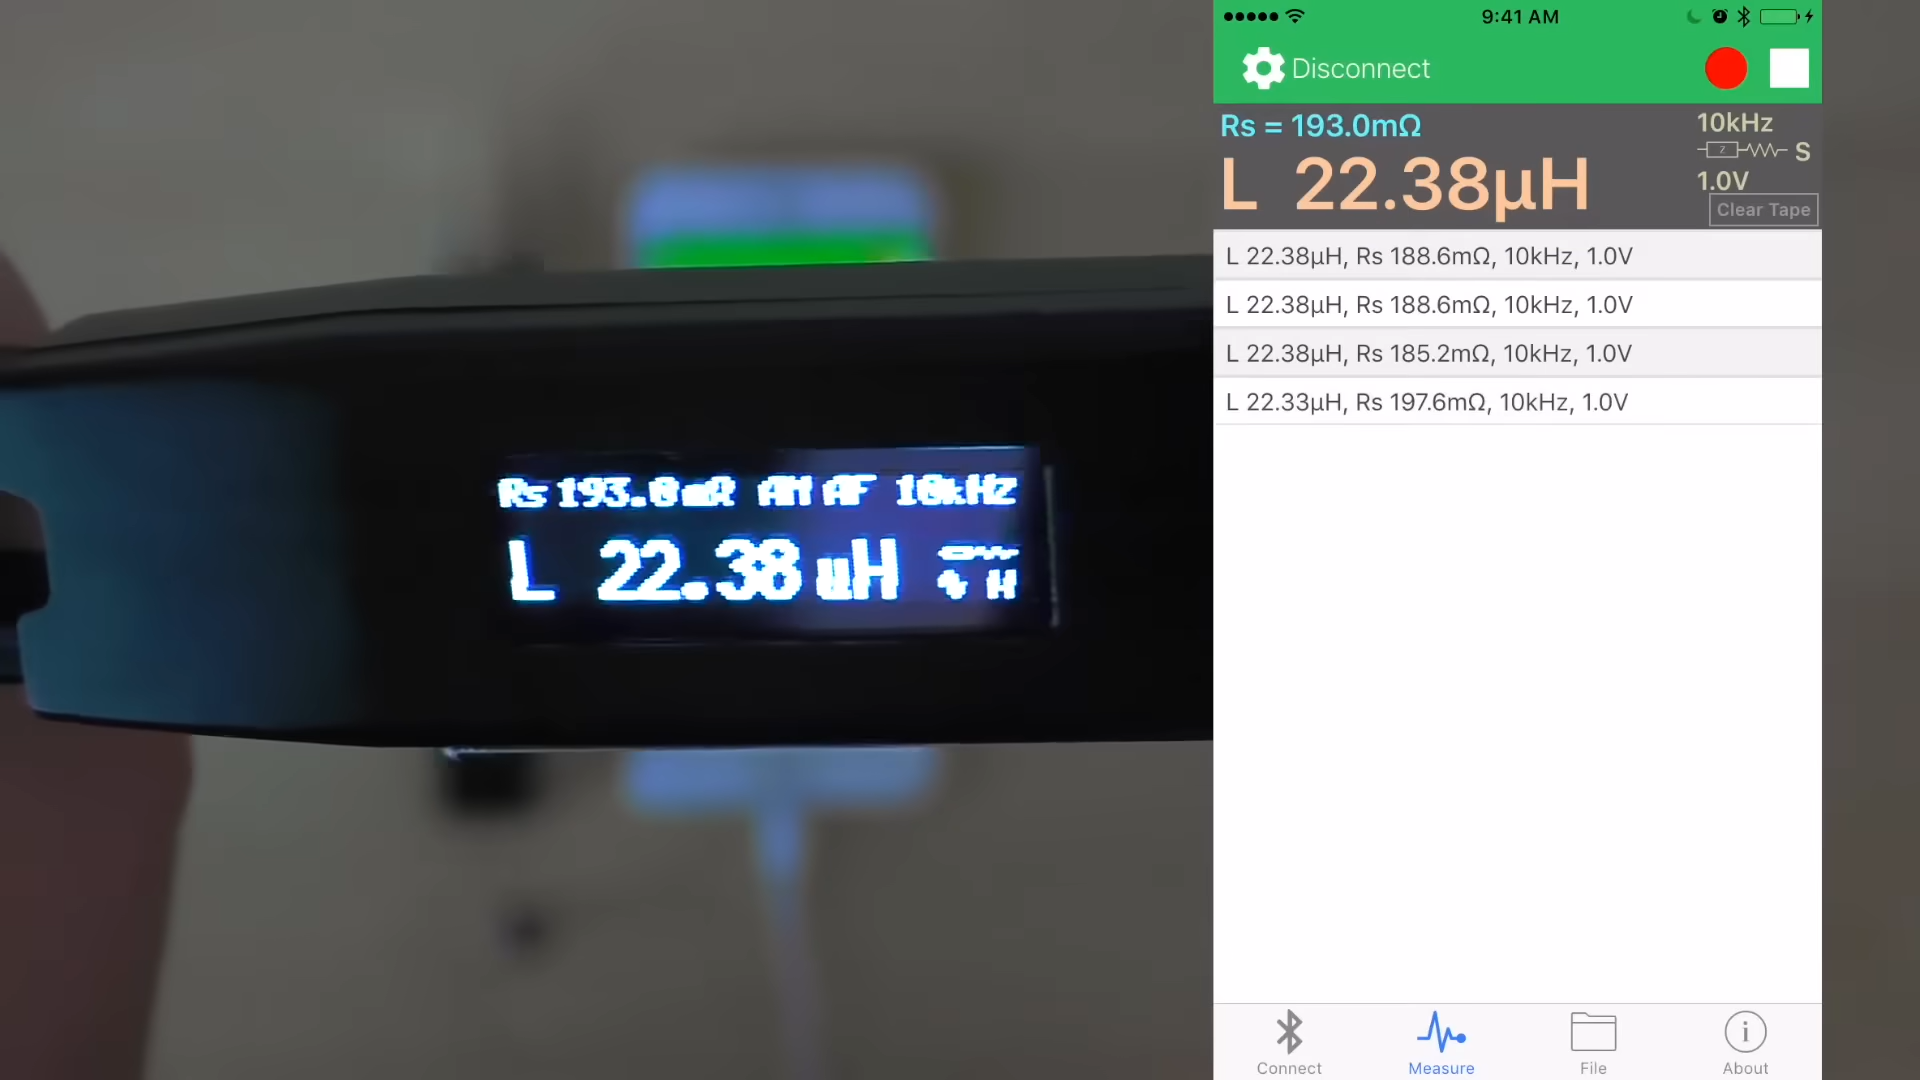 Rs 193.0mΩ AM AF 10kHz
L 22.38 uH
H
9:41 AM
Disconnect
Rs = 193.0mΩ
10kHz
Z
S
L 22.38µH
1.0V
Clear Tape
L 22.38µH, Rs 188.6mΩ, 10kHz, 1.0V
L 22.38µH, Rs 188.6mΩ, 10kHz, 1.0V
L 22.38µH, Rs 185.2mΩ, 10kHz, 1.0V
L 22.33µH, Rs 197.6mΩ, 10kHz, 1.0V
Connect
Measure
File
About